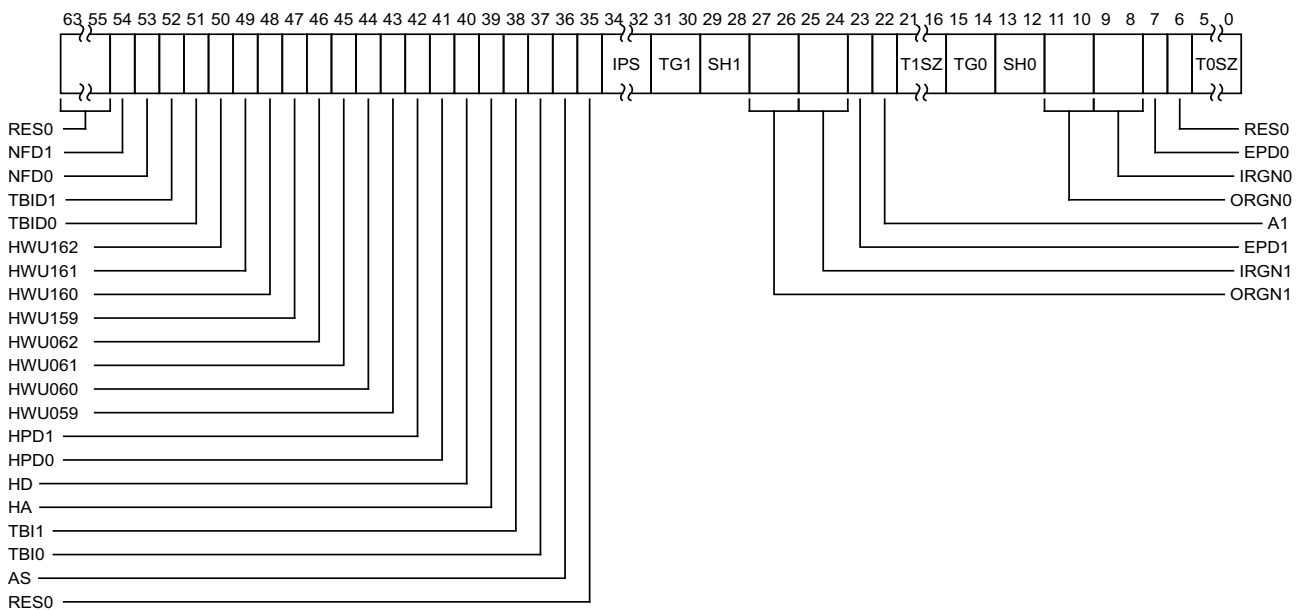 63 55 54 53 52 51 50 49 48 47 46 45 44 43 42 41 40 39 38 37 36 35 34 32 31 30 29 28 27 26 25 24 23 22 21 16 15 14 13 12 11 10 9 8 7 6 5 0
IPS TG1 SH1 T1SZ TG0 SH0 T0SZ
RES0 RES0
NFD1 EPD0
NFD0 IRGN0
TBID1 ORGN0
TBID0 A1
HWU162 EPD1
HWU161 IRGN1
HWU160 ORGN1
HWU159
HWU062
HWU061
HWU060
HWU059
HPD1
HPD0
HD
HA
TBI1
TBI0
AS
RES0